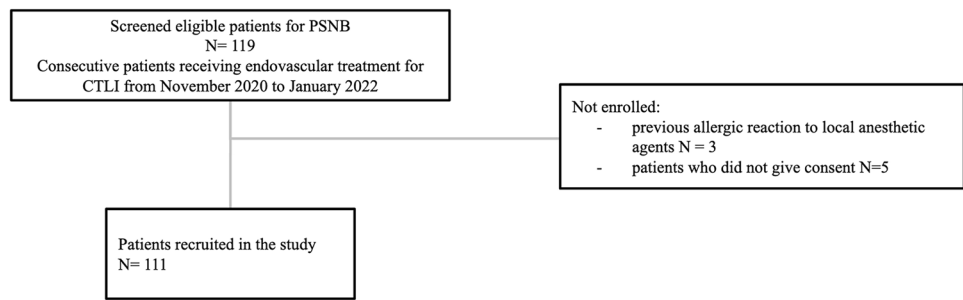 Screened eligible patients for PSNB
N= 119
Consecutive patients receiving endovascular treatment for
CTLI from November 2020 to January 2022
Not enrolled:
- previous allergic reaction to local anesthetic
agents N = 3
- patients who did not give consent N=5
Patients recruited in the study
N= 111